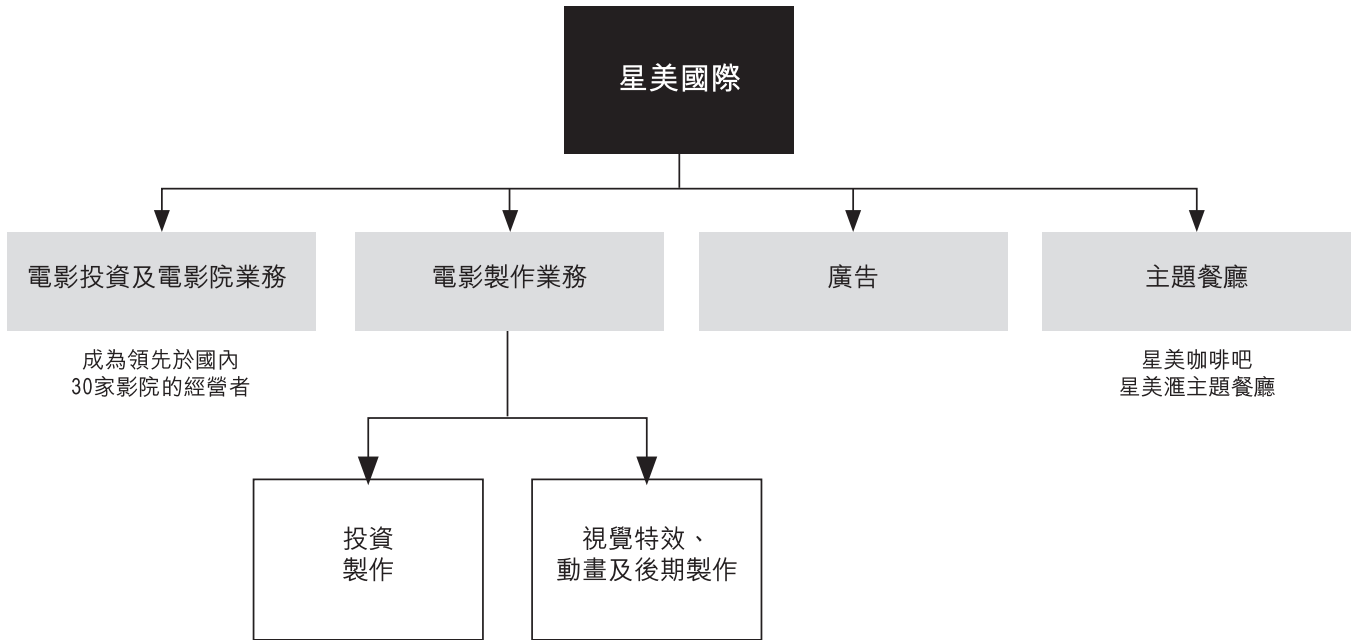 星美國際
電影投資及電影院業務
電影製作業務
廣告
主題餐廳
成為領先於國內
30家影院的經營者
星美咖啡吧
星美滙主題餐廳
投資
製作
視覺特效、
動畫及後期製作